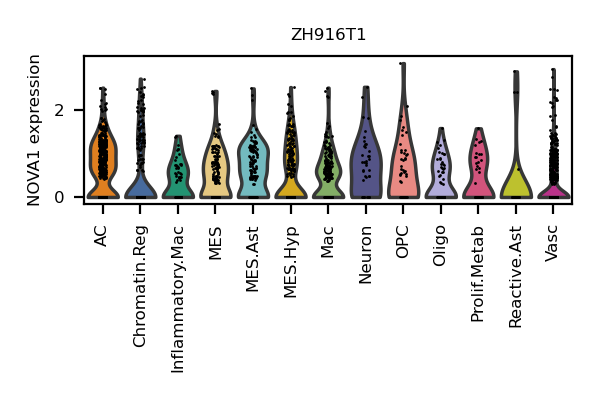 ZH916T1
NOVA1 expression
2
0
AC
Chromatin.Reg
Inflammatory.Mac
MES
MES.Ast
MES.Hyp
Mac
Neuron
OPC
Oligo
Prolif.Metab
Reactive.Ast
Vasc